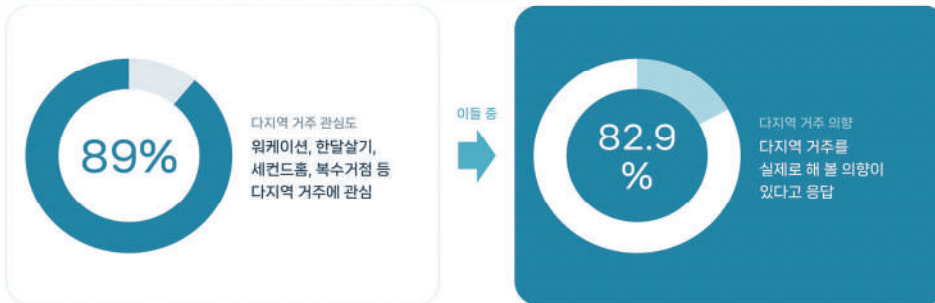 89%
다지역 거주 관심도
워케이션, 한달살기,
세컨드홈, 복수거점 등
다지역 거주에 관심
이들 중
82.9
%
다지역 거주 의향
다지역 거주를
실제로 해 볼 의향이
있다고 응답